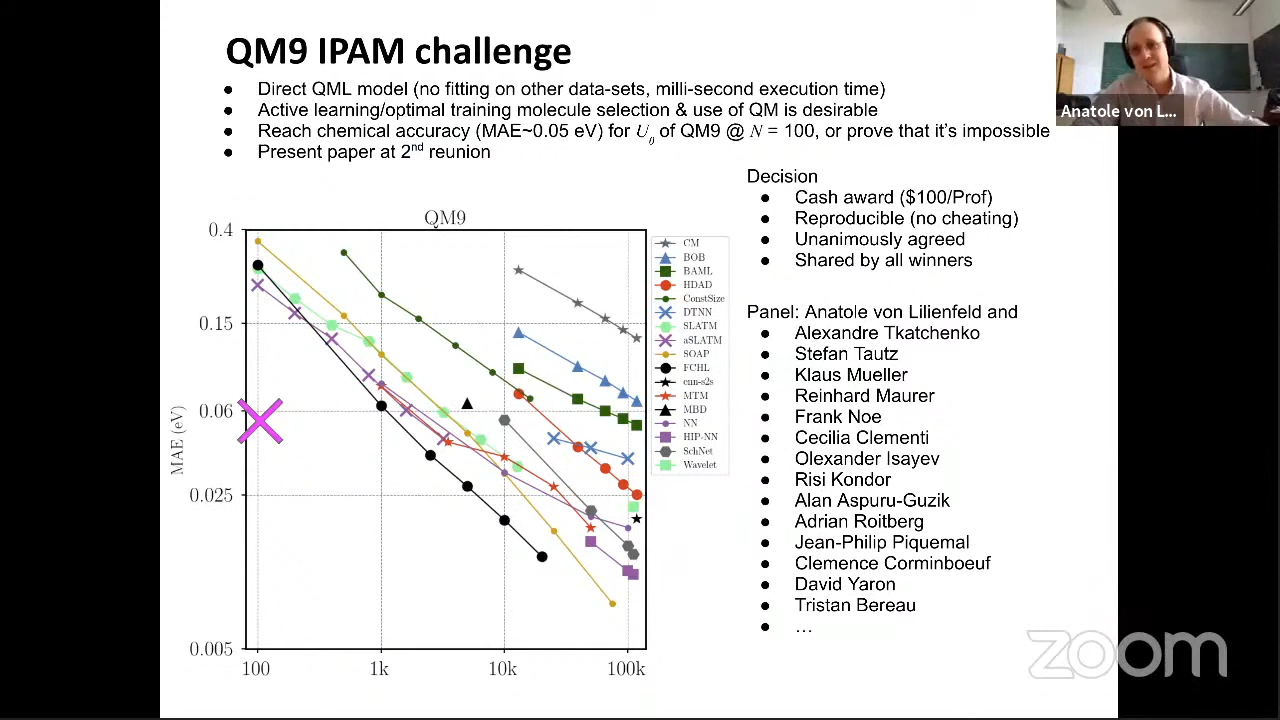 QM9 IPAM challenge
● Direct QML model (no fitting on other data-sets, milli-second execution time)
● Active learning/optimal training molecule selection & use of QM is desirable
● Reach chemical accuracy (MAE~0.05 eV) for U₀ of QM9 @ N = 100, or prove that it's impossible
● Present paper at 2nd reunion
Anatole von L...
Decision
● Cash award ($100/Prof)
● Reproducible (no cheating)
● Unanimously agreed
● Shared by all winners
Panel: Anatole von Lilienfeld and
● Alexandre Tkatchenko
● Stefan Tautz
● Klaus Mueller
● Reinhard Maurer
● Frank Noe
● Cecilia Clementi
● Olexander Isayev
● Risi Kondor
● Alan Aspuru-Guzik
● Adrian Roitberg
● Jean-Philip Piquemal
● Clemence Corminboeuf
● David Yaron
● Tristan Bereau
● ...
QM9
MAE (eV)
0.4
0.15
0.06
0.025
0.005
100
1k
10k
100k
CM
BOB
BAML
HDAD
ConstSize
DTNN
SLATM
aSLATM
SOAP
FCHL
enn-s2s
MTM
MBD
NN
HIP-NN
SchNet
Wavelet
zoom